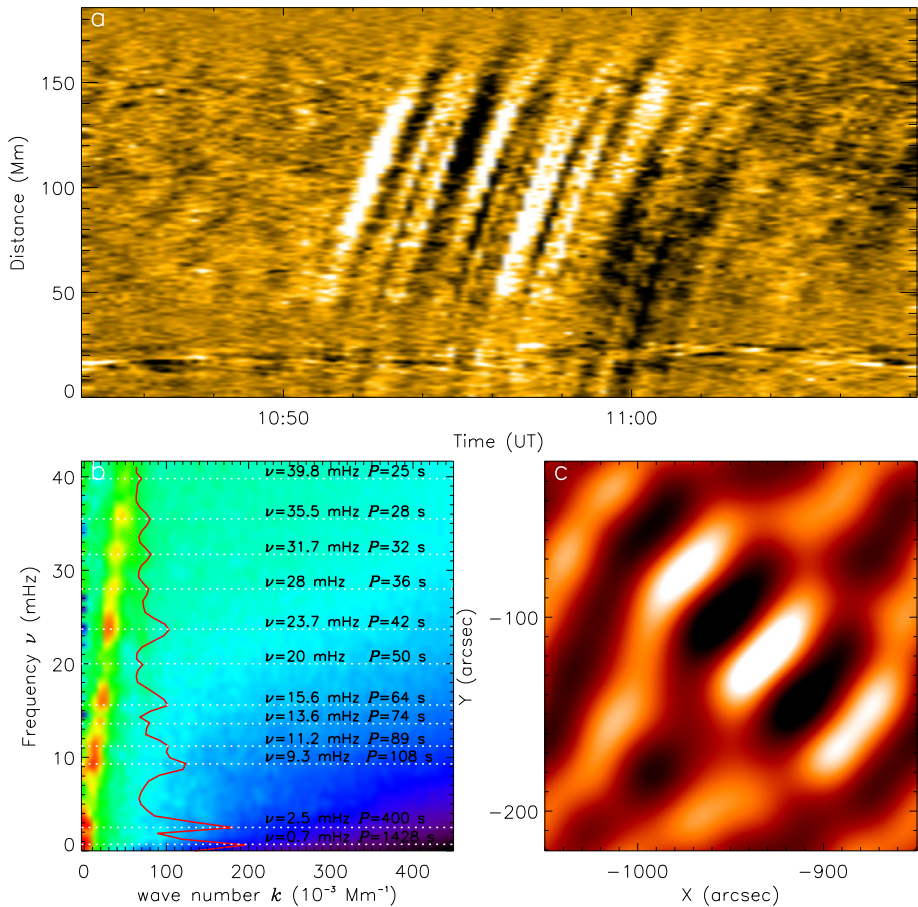 a
150
100
50
0
Distance (Mm)
10:50
11:00
Time (UT)
b
40
30
20
10
0
Frequency ν (mHz)
ν=39.8 mHz P=25 s
ν=35.5 mHz P=28 s
ν=31.7 mHz P=32 s
ν=28 mHz P=36 s
ν=23.7 mHz P=42 s
ν=20 mHz P=50 s
ν=15.6 mHz P=64 s
ν=13.6 mHz P=74 s
ν=11.2 mHz P=89 s
ν=9.3 mHz P=108 s
ν=2.5 mHz P=400 s
ν=0.7 mHz P=1428 s
0
100
200
300
400
wave number k (10⁻³ Mm⁻¹)
c
-100
-200
Y (arcsec)
-1000
-900
X (arcsec)